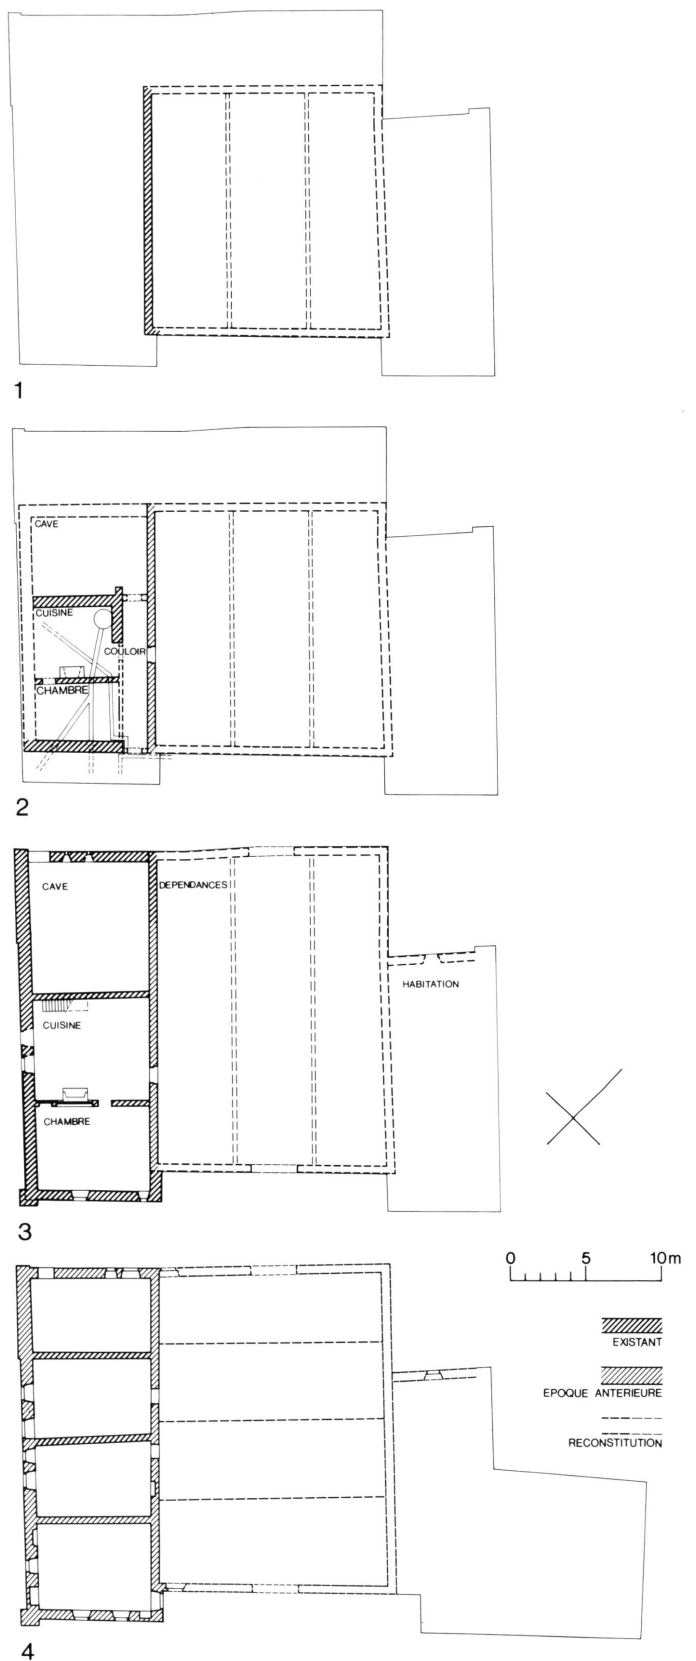 1
CAVE
CUISINE
COULOIR
CHAMBRE
2
CAVE
DEPENDANCES
HABITATION
CUISINE
CHAMBRE
3
0 5 10m
EXISTANT
EPOQUE ANTERIEURE
RECONSTITUTION
4